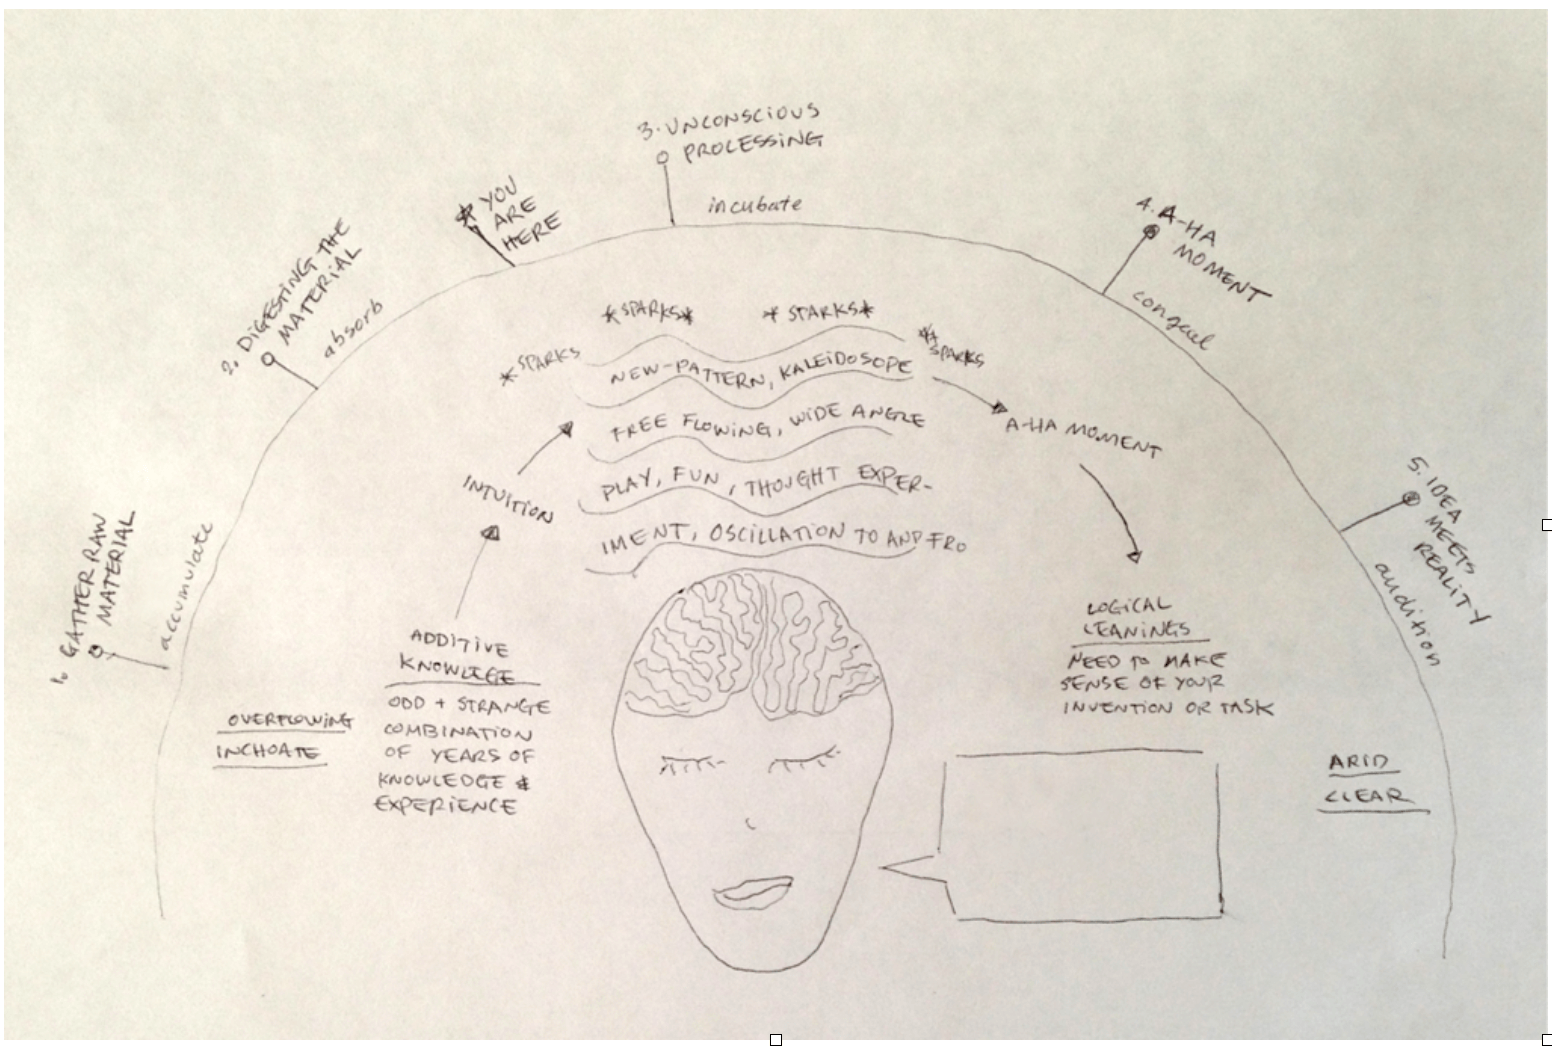 3. UNCONSCIOUS
PROCESSING
incubate
* YOU
ARE
HERE
4. A-HA
MOMENT
congeal
2. DIGESTING THE
MATERIAL
absorb
*SPARKS*
* SPARKS*
*SPARKS
** SPARKS
NEW-PATTERN, KALEIDOSOPE
FREE FLOWING, WIDE ANGLE
PLAY, FUN, THOUGHT EXPER-
IMENT, OSCILLATION TO AND FRO
A-HA MOMENT
INTUITION
5. IDEA
MEETS
REALITY
audition
1. GATHER RAW
MATERIAL
accumulate
OVERFLOWING
INCHOATE
ADDITIVE
KNOWLEGE
ODD + STRANGE
COMBINATION
OF YEARS OF
KNOWLEDGE &
EXPERIENCE
LOGICAL
LEANINGS
NEED TO MAKE
SENSE OF YOUR
INVENTION OR TASK
ARID
CLEAR